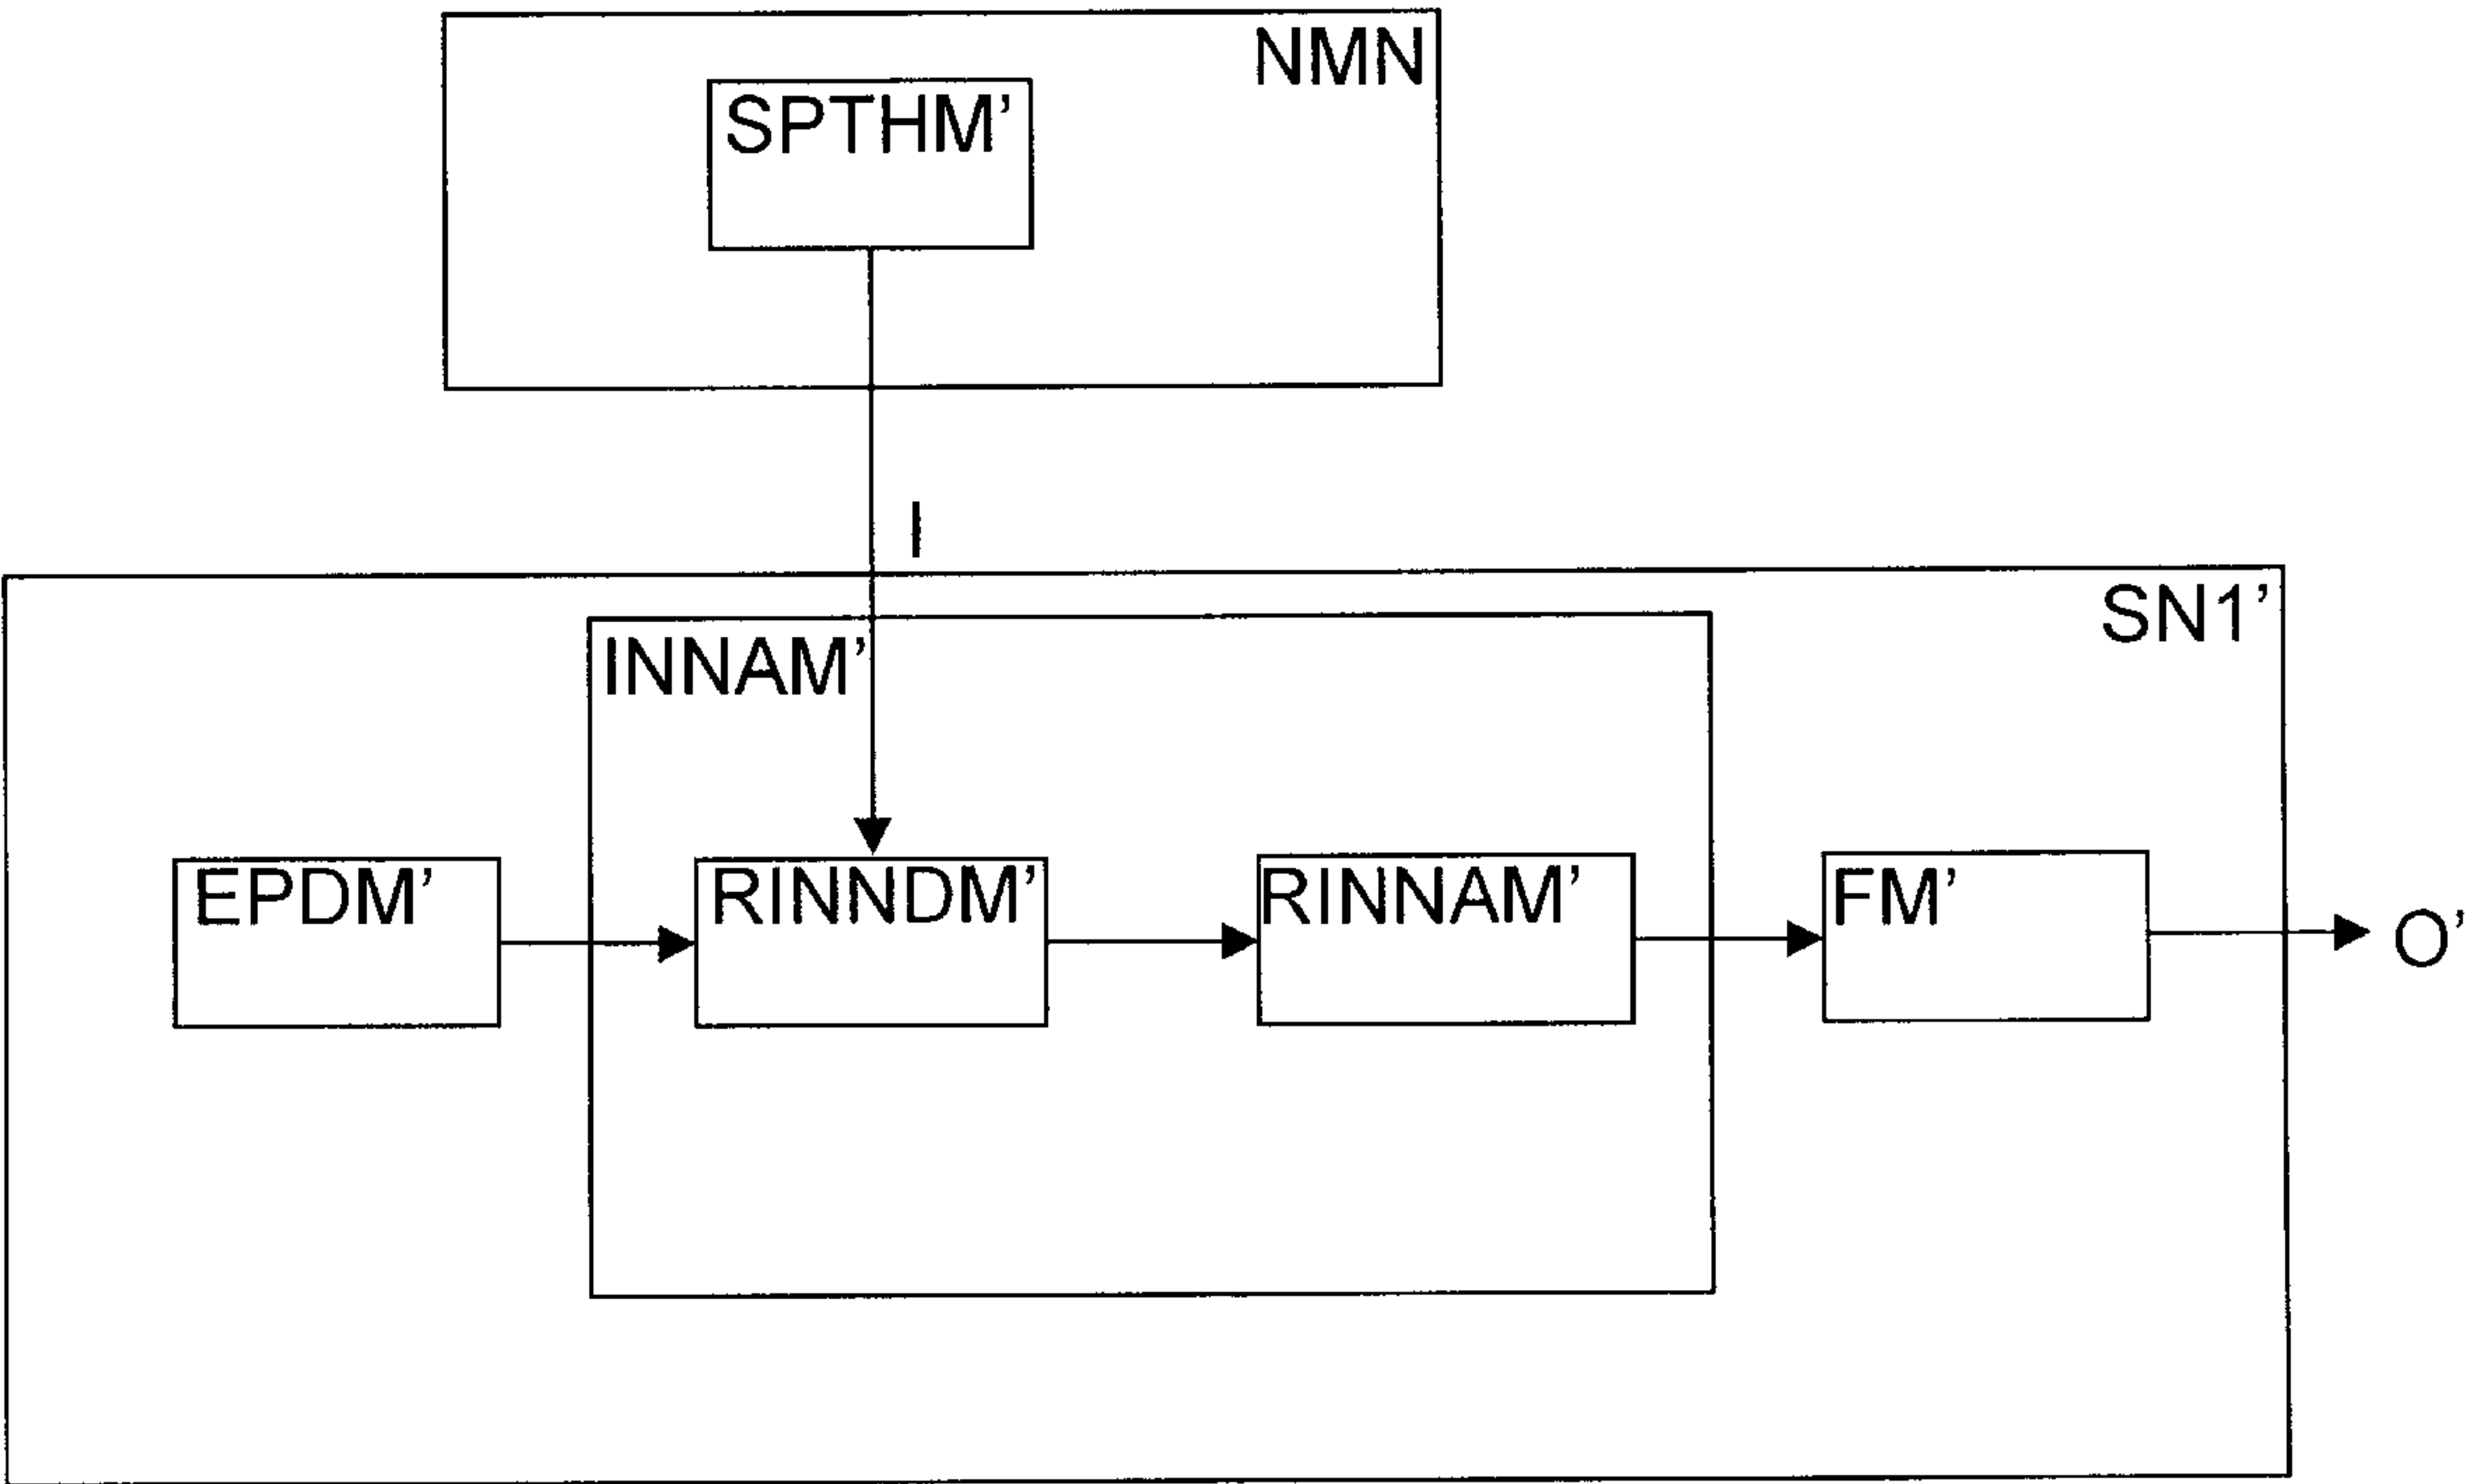 NMN
SPTHM’
I
SN1’
INNAM’
EPDM’
RINNDM’
RINNAM’
FM’
O’